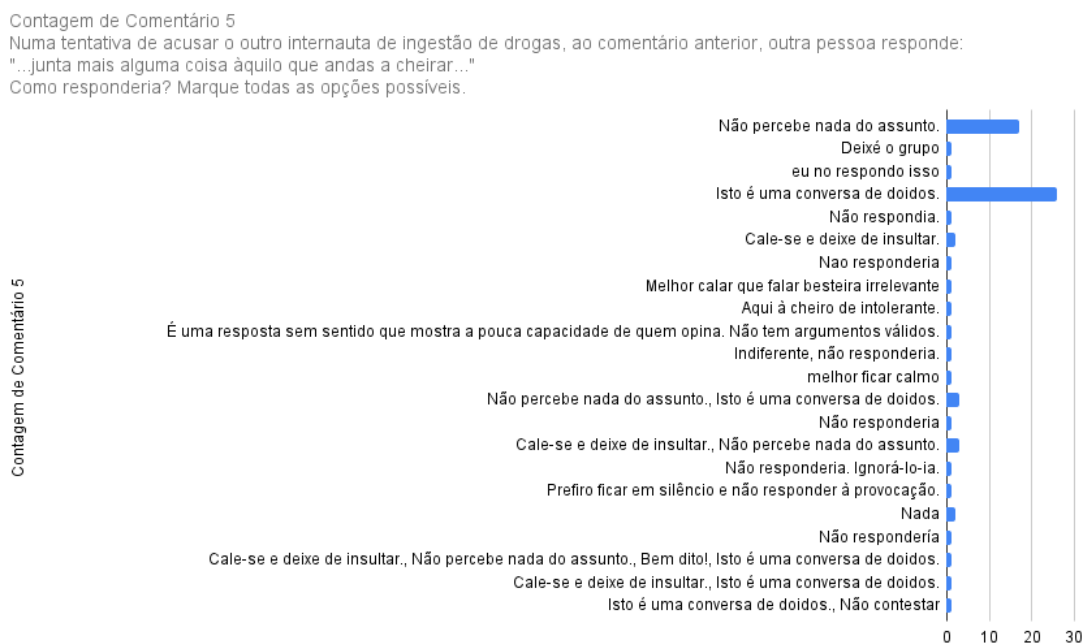 Contagem de Comentário 5
Numa tentativa de acusar o outro internauta de ingestão de drogas, ao comentário anterior, outra pessoa responde:
"...junta mais alguma coisa àquilo que andas a cheirar..."
Como responderia? Marque todas as opções possíveis.
Contagem de Comentário 5
Não percebe nada do assunto.
Deixé o grupo
eu no respondo isso
Isto é uma conversa de doidos.
Não respondia.
Cale-se e deixe de insultar.
Nao responderia
Melhor calar que falar besteira irrelevante
Aqui à cheiro de intolerante.
É uma resposta sem sentido que mostra a pouca capacidade de quem opina. Não tem argumentos válidos.
Indiferente, não responderia.
melhor ficar calmo
Não percebe nada do assunto., Isto é uma conversa de doidos.
Não responderia
Cale-se e deixe de insultar., Não percebe nada do assunto.
Não responderia. Ignorá-lo-ia.
Prefiro ficar em silêncio e não responder à provocação.
Nada
Não respondería
Cale-se e deixe de insultar., Não percebe nada do assunto., Bem dito!, Isto é uma conversa de doidos.
Cale-se e deixe de insultar., Isto é uma conversa de doidos.
Isto é uma conversa de doidos., Não contestar
0 10 20 30